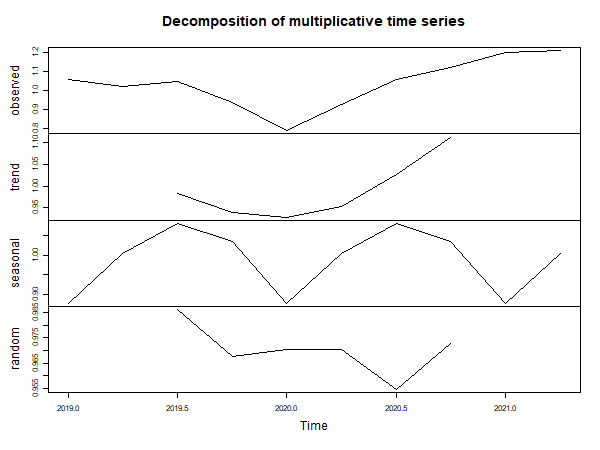 Decomposition of multiplicative time series
observed
0.8 0.9 1.0 1.1 1.2
trend
0.95 1.00 1.05 1.10
seasonal
0.90 1.00
random
0.955 0.965 0.975 0.985
2019.0 2019.5 2020.0 2020.5 2021.0
Time